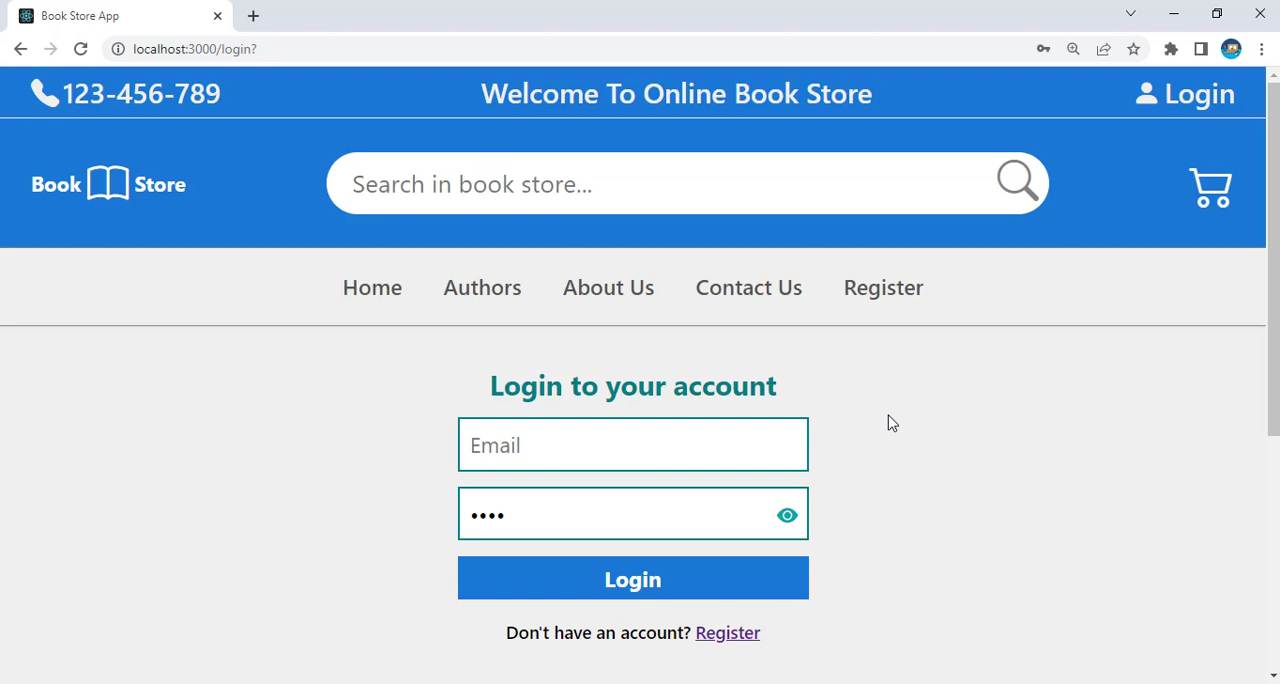 Book Store App
localhost:3000/login?
123-456-789 Welcome To Online Book Store Login
Book Store Search in book store...
Home Authors About Us Contact Us Register
Login to your account
Email
••••
Login
Don't have an account? Register